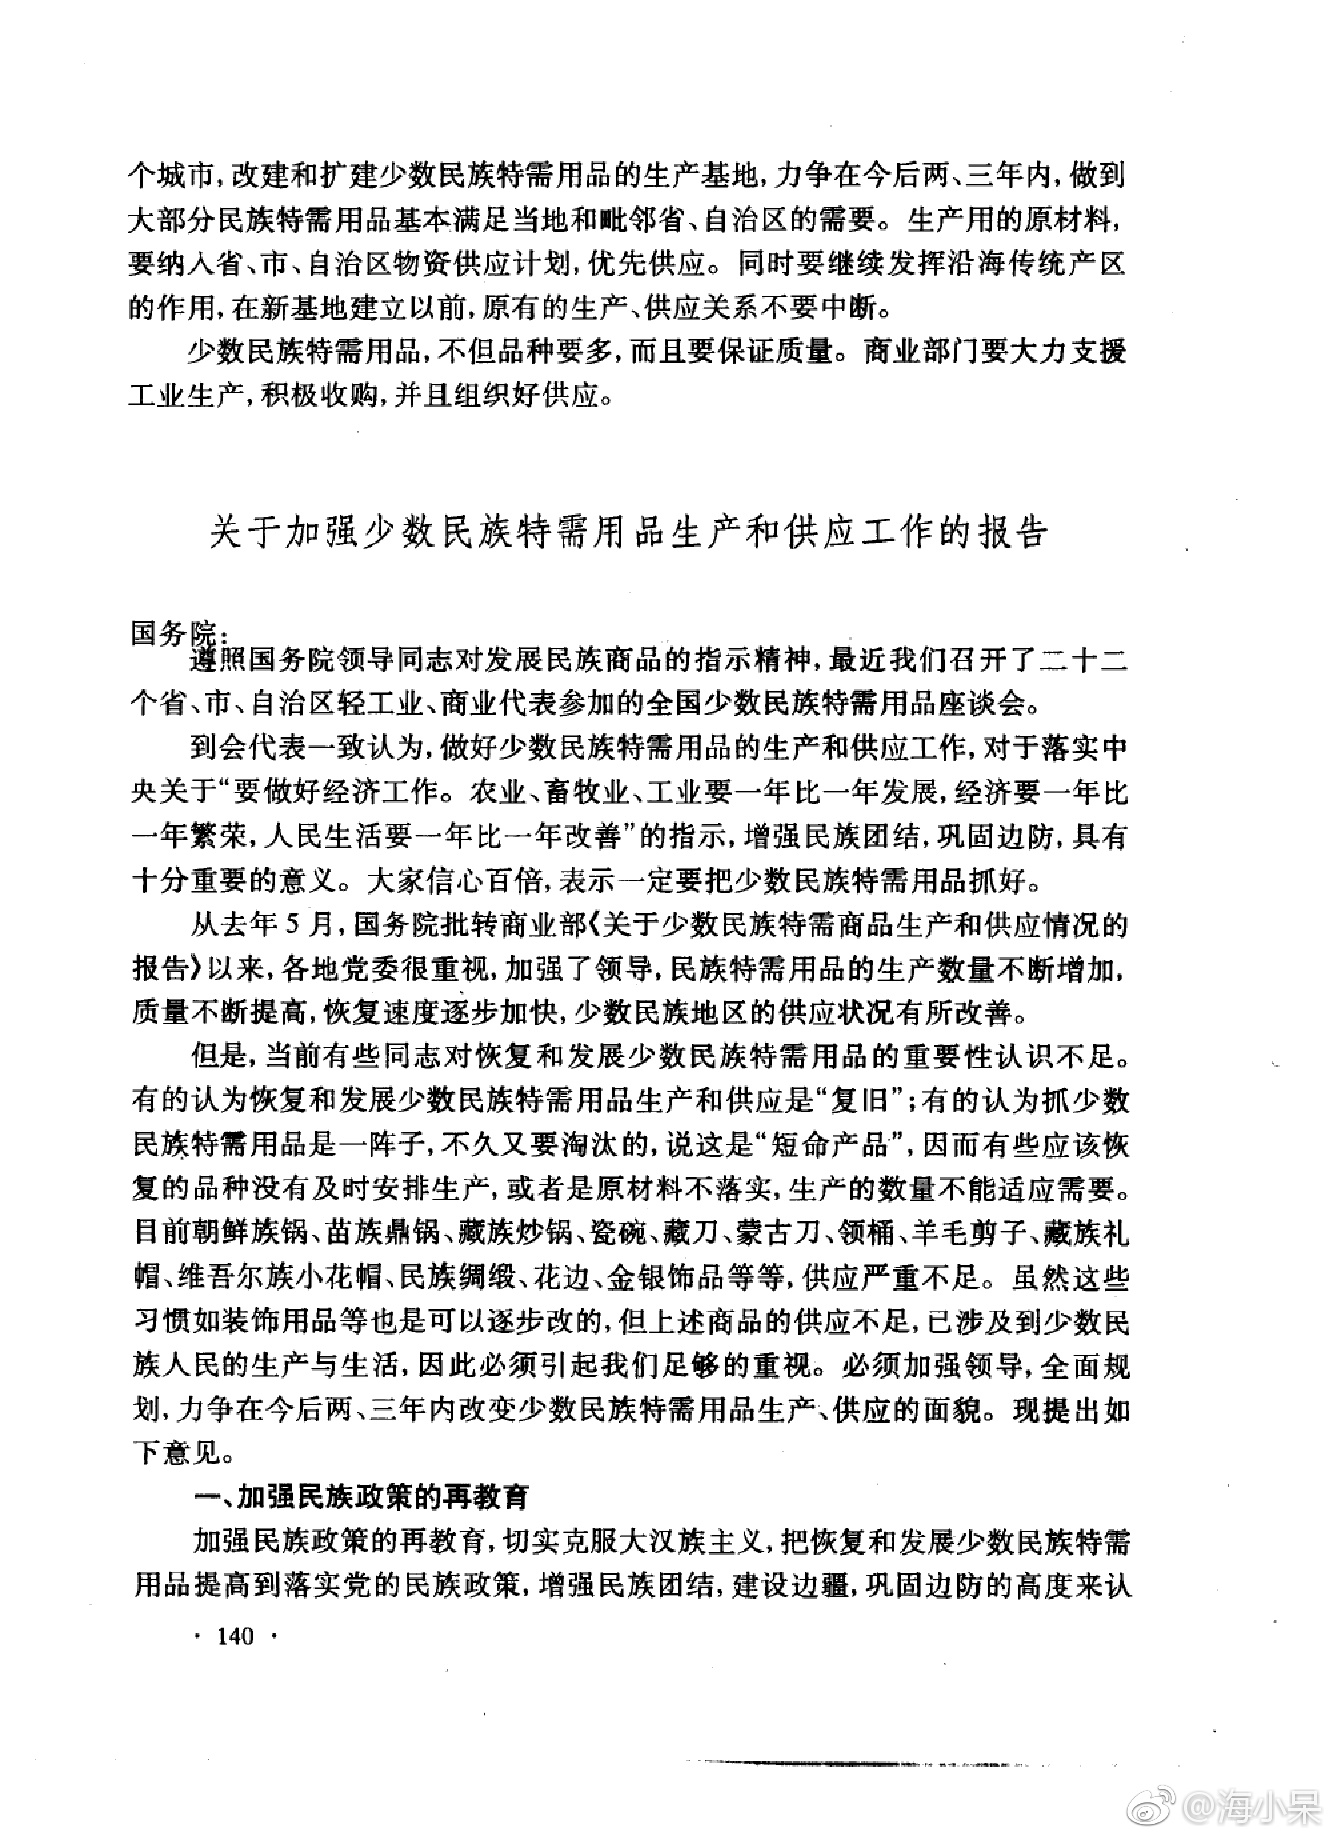 个城市,改建和扩建少数民族特需用品的生产基地,力争在今后两、三年内,做到
大部分民族特需用品基本满足当地和毗邻省、自治区的需要。生产用的原材料,
要纳入省、市、自治区物资供应计划,优先供应。同时要继续发挥沿海传统产区
的作用,在新基地建立以前,原有的生产、供应关系不要中断。
少数民族特需用品,不但品种要多,而且要保证质量。商业部门要大力支援
工业生产,积极收购,并且组织好供应。
关于加强少数民族特需用品生产和供应工作的报告
国务院:
遵照国务院领导同志对发展民族商品的指示精神,最近我们召开了二十二
个省、市、自治区轻工业、商业代表参加的全国少数民族特需用品座谈会。
到会代表一致认为,做好少数民族特需用品的生产和供应工作,对于落实中
央关于“要做好经济工作。农业、畜牧业、工业要一年比一年发展,经济要一年比
一年繁荣,人民生活要一年比一年改善”的指示,增强民族团结,巩固边防,具有
十分重要的意义。大家信心百倍,表示一定要把少数民族特需用品抓好。
从去年5月,国务院批转商业部《关于少数民族特需商品生产和供应情况的
报告》以来,各地党委很重视,加强了领导,民族特需用品的生产数量不断增加,
质量不断提高,恢复速度逐步加快,少数民族地区的供应状况有所改善。
但是,当前有些同志对恢复和发展少数民族特需用品的重要性认识不足。
有的认为恢复和发展少数民族特需用品生产和供应是“复旧”;有的认为抓少数
民族特需用品是一阵子,不久又要淘汰的,说这是“短命产品”,因而有些应该恢
复的品种没有及时安排生产,或者是原材料不落实,生产的数量不能适应需要。
目前朝鲜族锅、苗族鼎锅、藏族炒锅、瓷碗、藏刀、蒙古刀、领桶、羊毛剪子、藏族礼
帽、维吾尔族小花帽、民族绸缎、花边、金银饰品等等,供应严重不足。虽然这些
习惯如装饰用品等也是可以逐步改的,但上述商品的供应不足,已涉及到少数民
族人民的生产与生活,因此必须引起我们足够的重视。必须加强领导,全面规
划,力争在今后两、三年内改变少数民族特需用品生产、供应的面貌。现提出如
下意见。
一、加强民族政策的再教育
加强民族政策的再教育,切实克服大汉族主义,把恢复和发展少数民族特需
用品提高到落实党的民族政策,增强民族团结,建设边疆,巩固边防的高度来认
· 140 ·
@海小呆